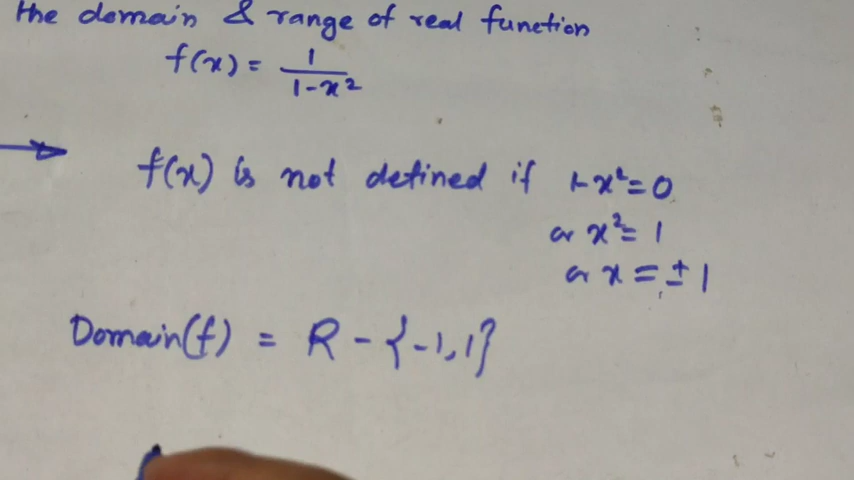 the domain & range of real function
f(x) = 1/(1-x²)
f(x) is not defined if 1-x²=0
or x²= 1
or x = ± 1
Domain(f) = R - {-1, 1}